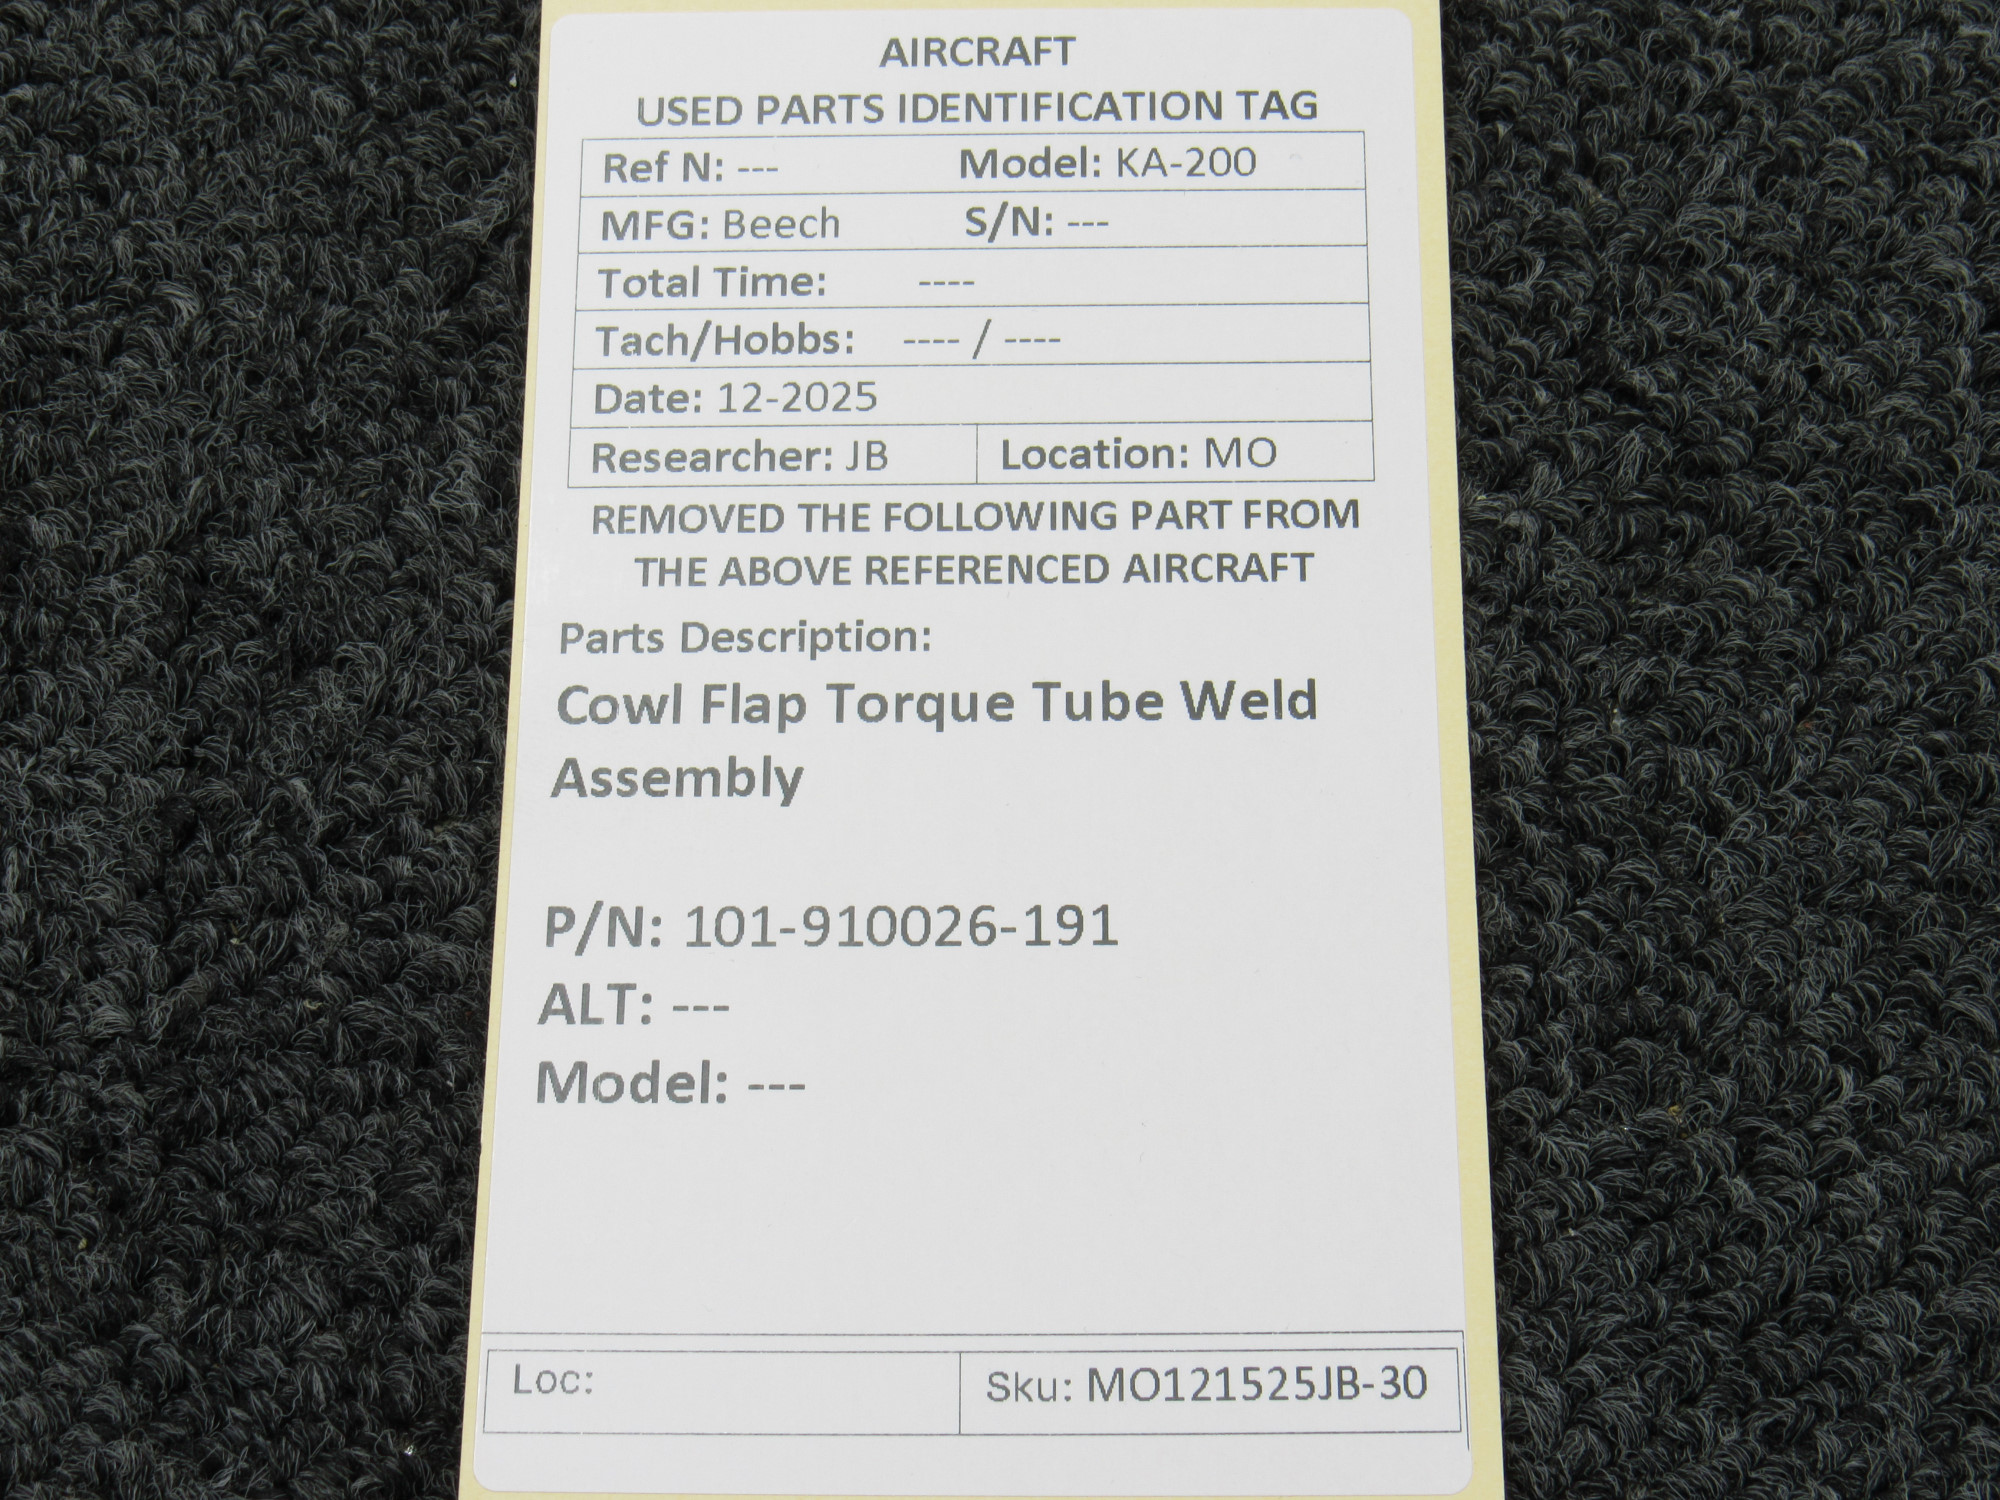 AIRCRAFT
USED PARTS IDENTIFICATION TAG
Ref N: --- Model: KA-200
MFG: Beech S/N: ---
Total Time: ----
Tach/Hobbs: ---- / ----
Date: 12-2025
Researcher: JB Location: MO
REMOVED THE FOLLOWING PART FROM
THE ABOVE REFERENCED AIRCRAFT
Parts Description:
Cowl Flap Torque Tube Weld
Assembly
P/N: 101-910026-191
ALT: ---
Model: ---
Loc: Sku: MO121525JB-30